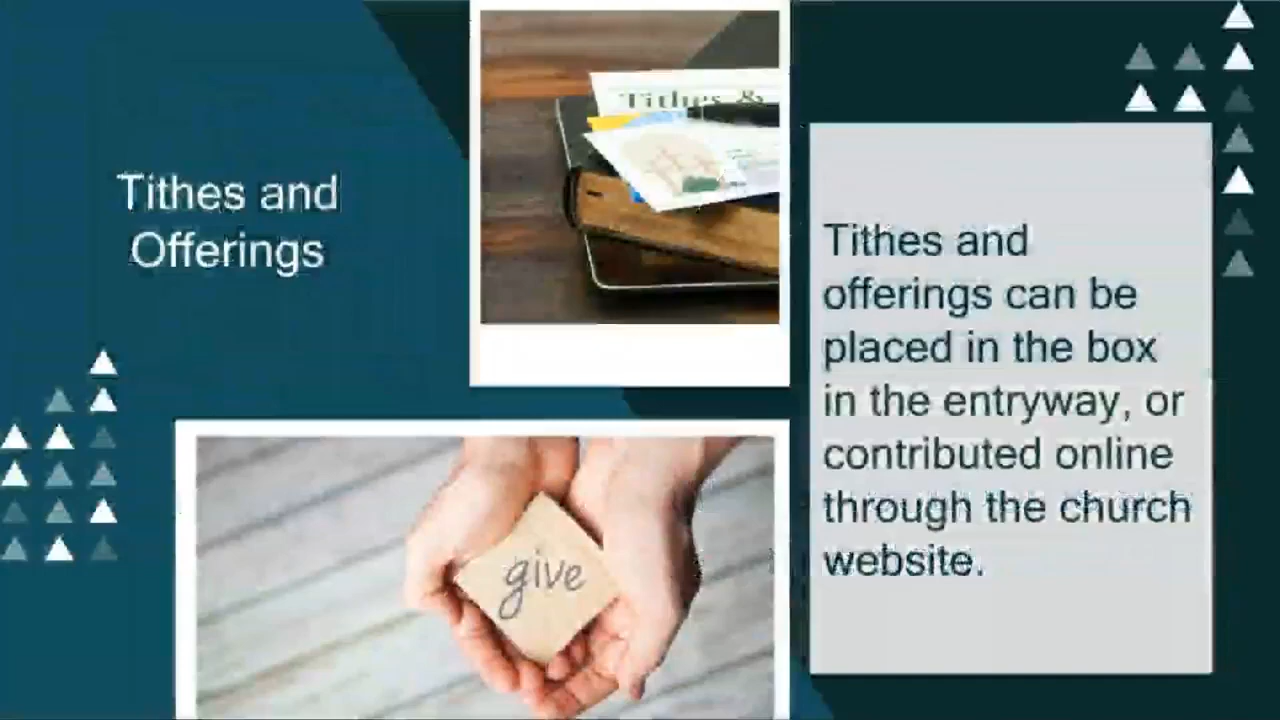 Tithes and
Offerings
Tithes &
Tithes and
offerings can be
placed in the box
in the entryway, or
contributed online
through the church
website.
give